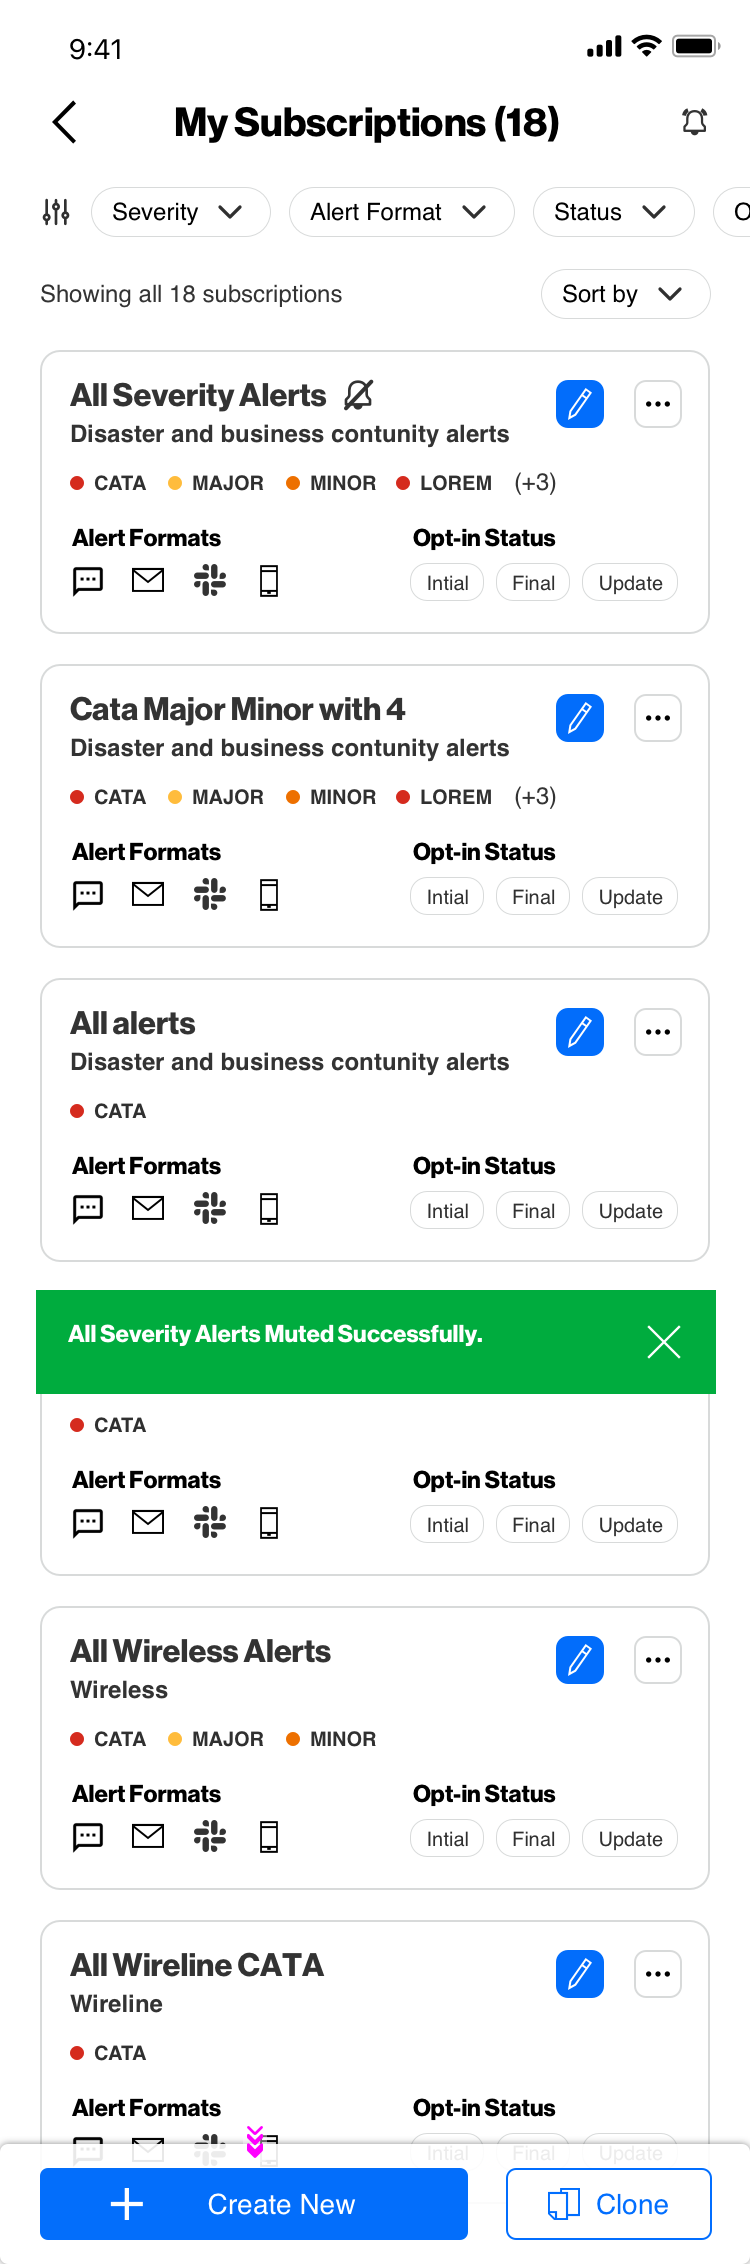 9:41
My Subscriptions (18)
Severity
Alert Format
Status
O
Showing all 18 subscriptions
Sort by
All Severity Alerts
Disaster and business contunity alerts
CATA MAJOR MINOR LOREM (+3)
Alert Formats
Opt-in Status
Intial Final Update
Cata Major Minor with 4
Disaster and business contunity alerts
CATA MAJOR MINOR LOREM (+3)
Alert Formats
Opt-in Status
Intial Final Update
All alerts
Disaster and business contunity alerts
CATA
Alert Formats
Opt-in Status
Intial Final Update
All Severity Alerts Muted Successfully.
CATA
Alert Formats
Opt-in Status
Intial Final Update
All Wireless Alerts
Wireless
CATA MAJOR MINOR
Alert Formats
Opt-in Status
Intial Final Update
All Wireline CATA
Wireline
CATA
Alert Formats
Opt-in Status
Intial Final Update
Create New
Clone